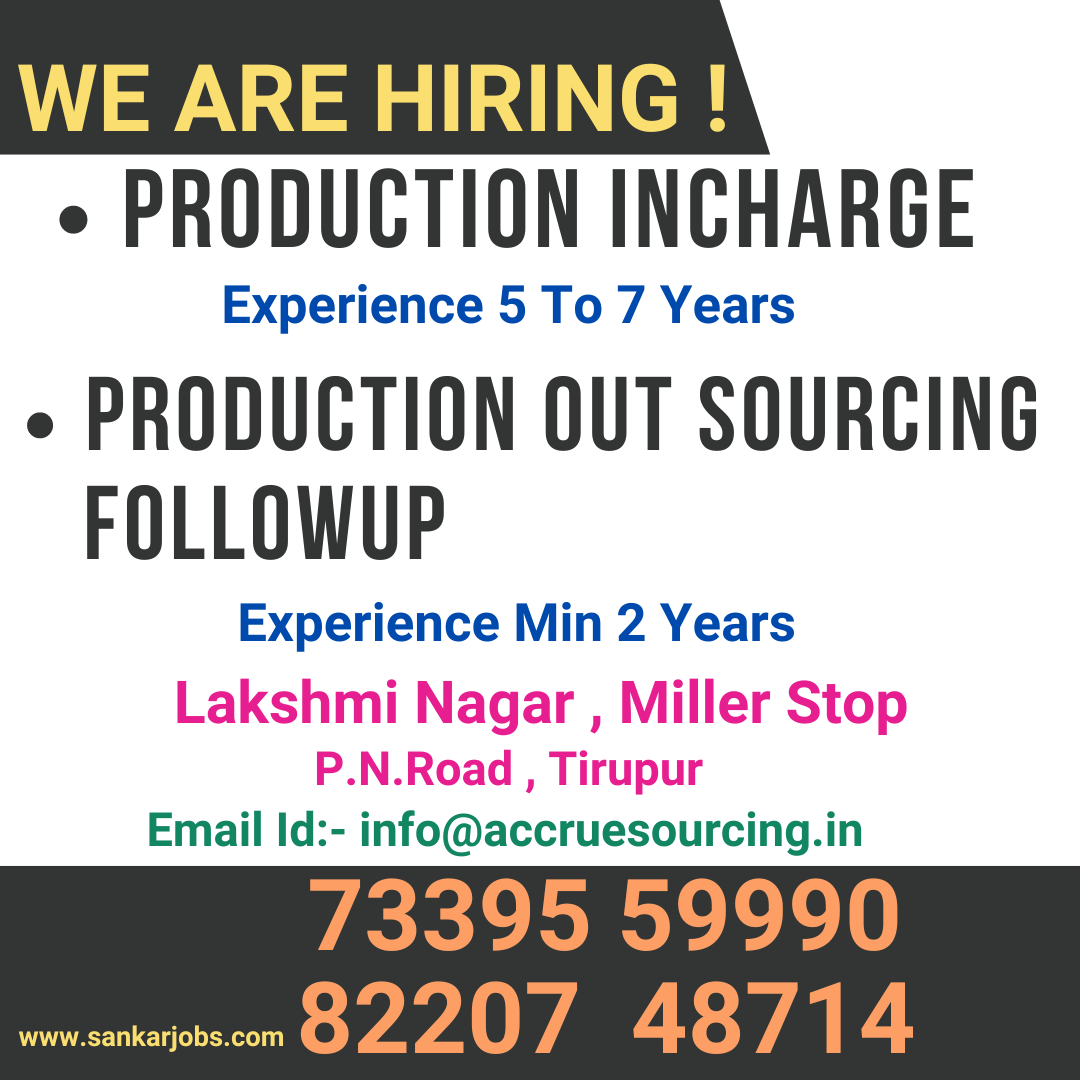 WE ARE HIRING !
• PRODUCTION INCHARGE
Experience 5 To 7 Years
• PRODUCTION OUT SOURCING
FOLLOWUP
Experience Min 2 Years
Lakshmi Nagar , Miller Stop
P.N.Road , Tirupur
Email Id:- info@accruesourcing.in
73395 59990
82207 48714
www.sankarjobs.com